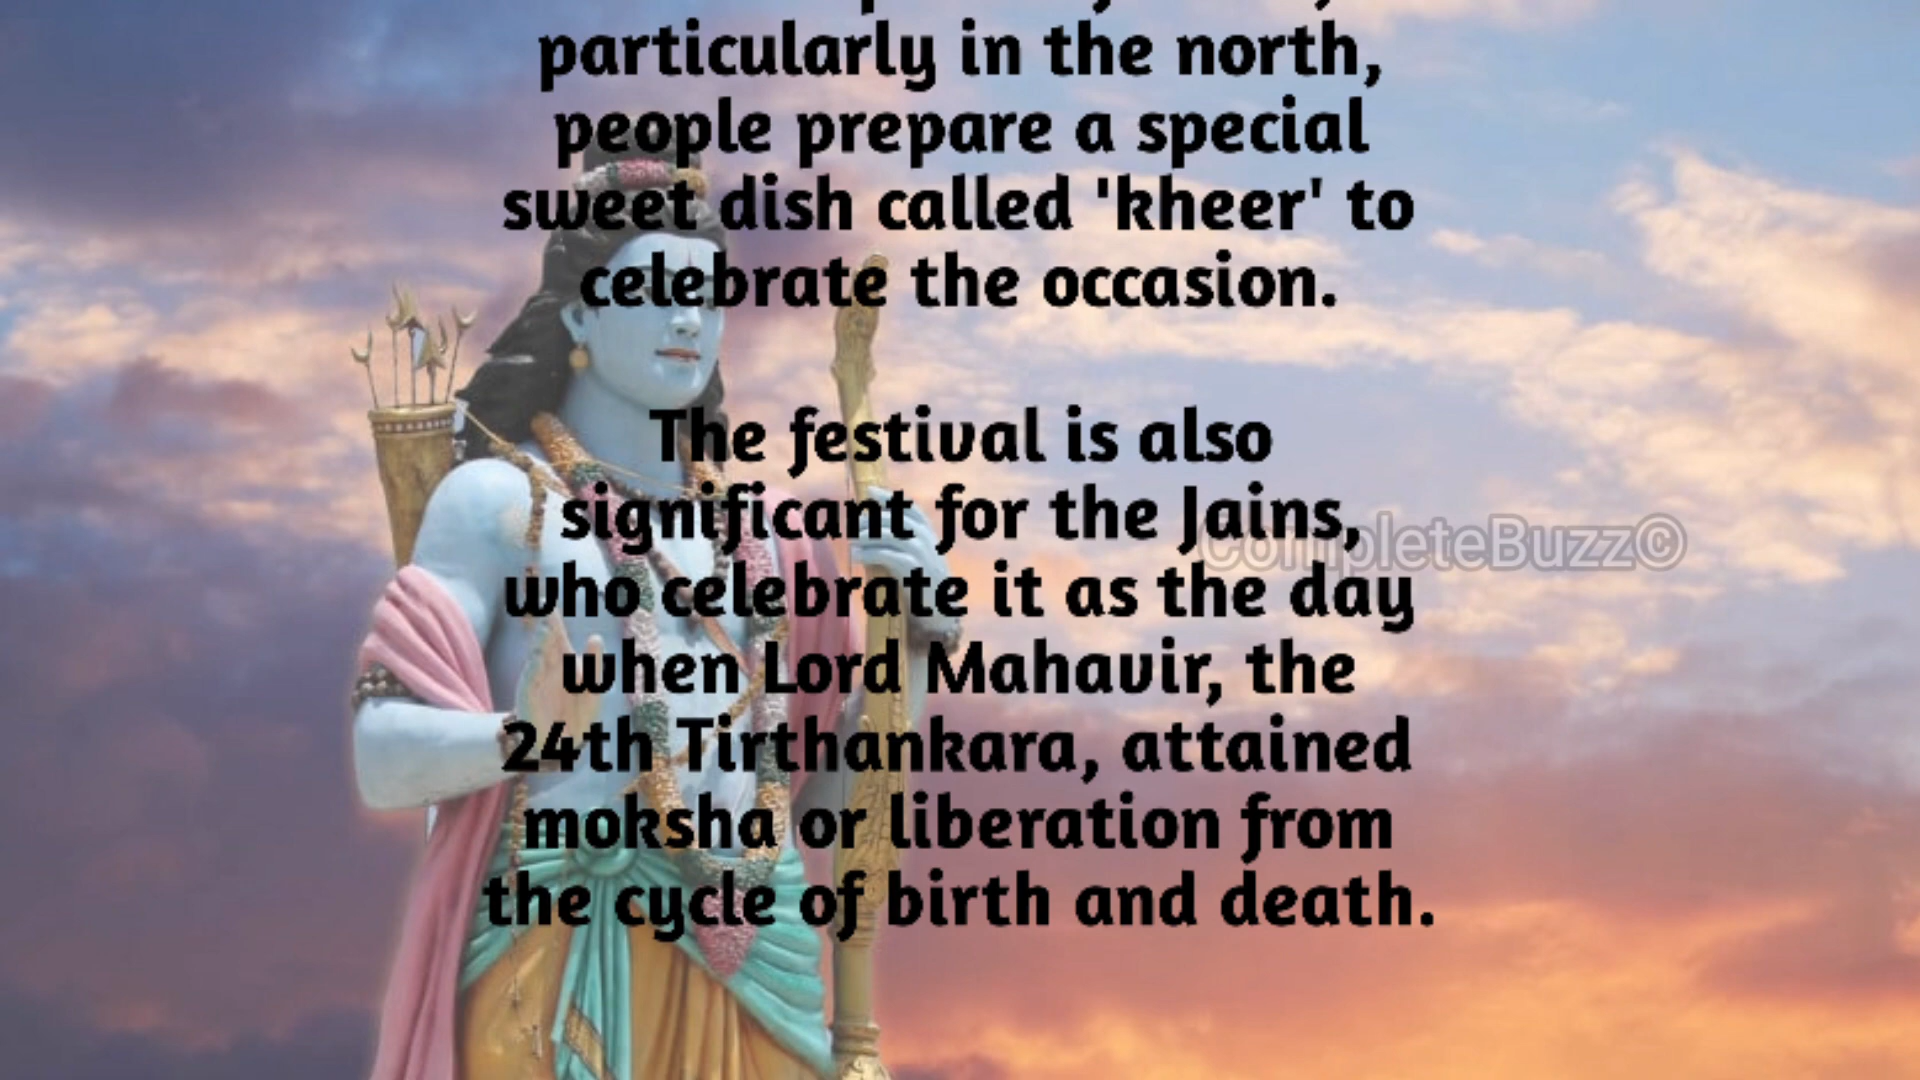 particularly in the north,
people prepare a special
sweet dish called 'kheer' to
celebrate the occasion.
The festival is also
significant for the Jains,
CompleteBuzz©
who celebrate it as the day
when Lord Mahavir, the
24th Tirthankara, attained
moksha or liberation from
the cycle of birth and death.